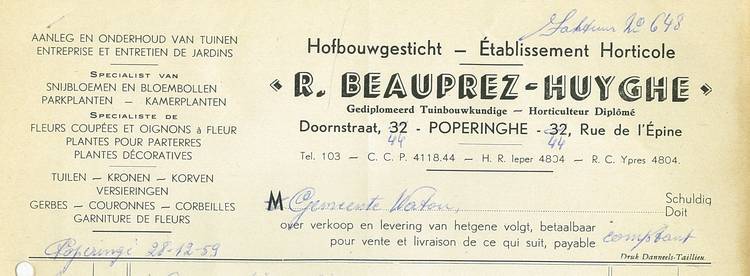 Faktuur No 648
AANLEG EN ONDERHOUD VAN TUINEN
ENTREPRISE ET ENTRETIEN DE JARDINS
SPECIALIST VAN
SNIJBLOEMEN EN BLOEMBOLLEN
PARKPLANTEN - KAMERPLANTEN
SPECIALISTE DE
FLEURS COUPÉES ET OIGNONS à FLEUR
PLANTES POUR PARTERRES
PLANTES DÉCORATIVES
TUILEN - KRONEN - KORVEN
VERSIERINGEN
GERBES - COURONNES - CORBEILLES
GARNITURE DE FLEURS
Poperinge 28-12-59
Hofbouwgesticht — Établissement Horticole
R. BEAUPREZ-HUYGHE
Gediplomeerd Tuinbouwkundige — Horticulteur Diplômé
Doornstraat, 32 - POPERINGHE - 32, Rue de l'Épine
44 44
Tel. 103 — C. C. P. 4118.44 — H. R. Ieper 4804 — R. C. Ypres 4804.
M Gemeente Watou, Schuldig
Doit
over verkoop en levering van hetgene volgt, betaalbaar
pour vente et livraison de ce qui suit, payable comptant
Druk Danneels-Taillieu.